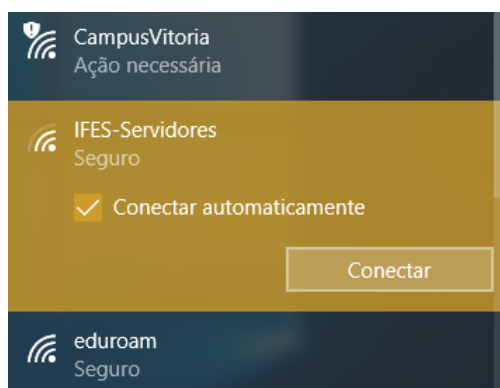 CampusVitoria
Ação necessária
IFES-Servidores
Seguro
Conectar automaticamente
Conectar
eduroam
Seguro